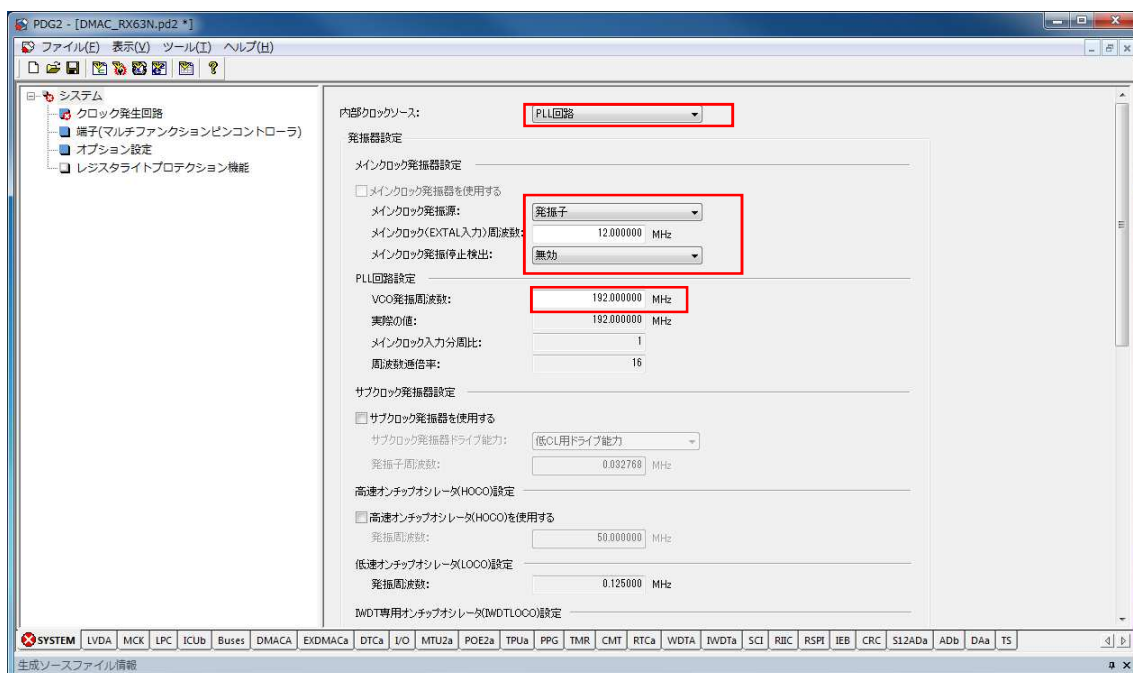 PDG2 - [DMAC_RX63N.pd2 *]
ファイル(F) 表示(V) ツール(T) ヘルプ(H)
システム
クロック発生回路
端子(マルチファンクションピンコントローラ)
オプション設定
レジスタライトプロテクション機能
内部クロックソース: PLL回路
発振器設定
メインクロック発振器設定
メインクロック発振器を使用する
メインクロック発振源: 発振子
メインクロック(EXTAL入力)周波数: 12.000000 MHz
メインクロック発振停止検出: 無効
PLL回路設定
VCO発振周波数: 192.000000 MHz
実際の値: 192.000000 MHz
メインクロック入力分周比: 1
周波数逓倍率: 16
サブクロック発振器設定
サブクロック発振器を使用する
サブクロック発振器ドライブ能力: 低CL用ドライブ能力
発振子周波数: 0.032768 MHz
高速オンチップオシレータ(HOCO)設定
高速オンチップオシレータ(HOCO)を使用する
発振周波数: 50.000000 MHz
低速オンチップオシレータ(LOCO)設定
発振周波数: 0.125000 MHz
IWDT専用オンチップオシレータ(IWDTLOCO)設定
SYSTEM LVDA MCK LPC ICUb Buses DMACA EXDMACa DTCa I/O MTU2a POE2a TPUa PPG TMR CMT RTCa WDTA IWDTa SCI RIIC RSPI IEB CRC S12ADa ADb DAa TS
生成ソースファイル情報